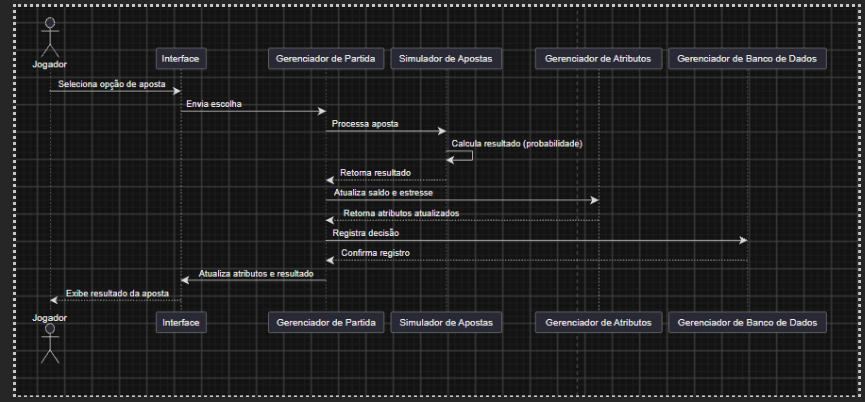 Jogador
Interface
Gerenciador de Partida
Simulador de Apostas
Gerenciador de Atributos
Gerenciador de Banco de Dados
Seleciona opção de aposta
Envia escolha
Processa aposta
Calcula resultado (probabilidade)
Retorna resultado
Atualiza saldo e estresse
Retorna atributos atualizados
Registra decisão
Confirma registro
Atualiza atributos e resultado
Exibe resultado da aposta
Jogador
Interface
Gerenciador de Partida
Simulador de Apostas
Gerenciador de Atributos
Gerenciador de Banco de Dados